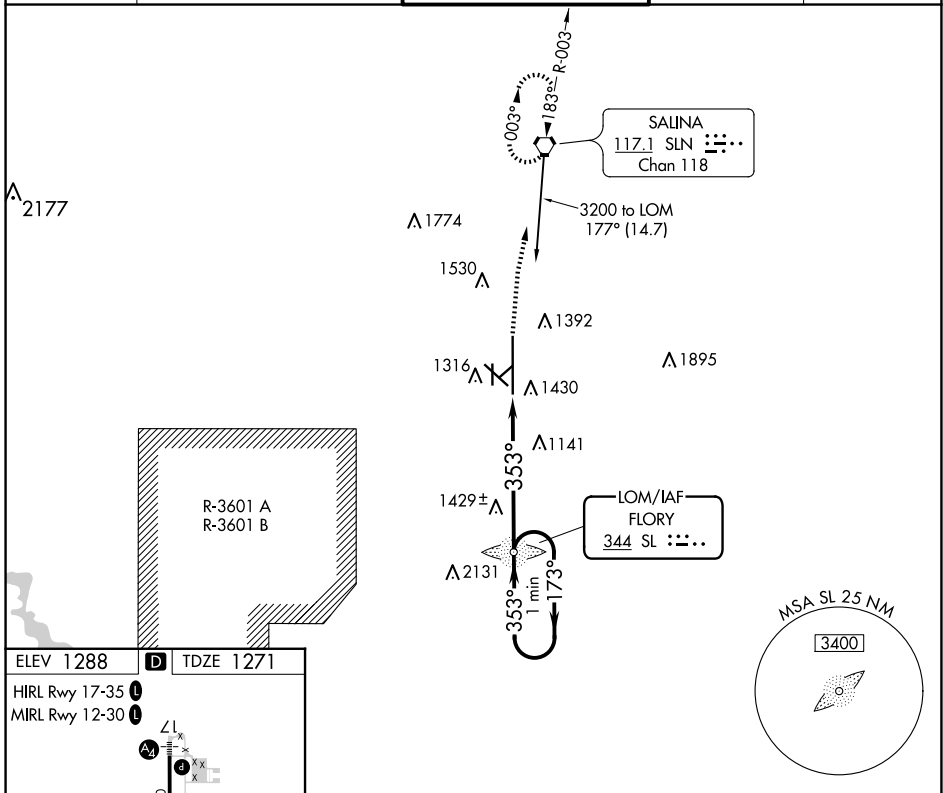 R-003
183°
003°
SALINA
117.1 SLN
Chan 118
2177
3200 to LOM
177° (14.7)
1774
1530
1392
1316
1895
1430
353°
1141
R-3601 A
R-3601 B
1429±
LOM/IAF
FLORY
344 SL
2131
353°
1 min
173°
MSA SL 25 NM
3400
ELEV 1288
D
TDZE 1271
HIRL Rwy 17-35 L
MIRL Rwy 12-30 L
17
X
A4
X
P
X X
X